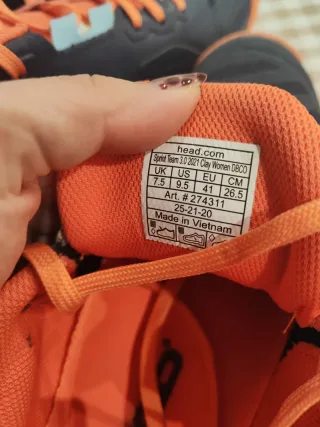 head.com
Sprint Team 3.0 2021 Clay Women DBCO
UK US EU CM
7.5 9.5 41 26.5
Art. # 274311
25-21-20
Made in Vietnam